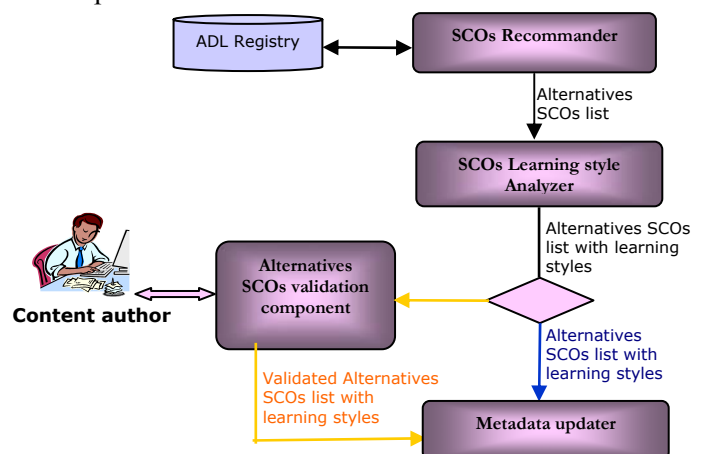 ADL Registry
SCOs Recommander
Alternatives
SCOs list
SCOs Learning style
Analyzer
Alternatives SCOs
list with learning
styles
Alternatives
SCOs validation
component
Content author
Alternatives
SCOs list with
learning styles
Validated Alternatives
SCOs list with
learning styles
Metadata updater